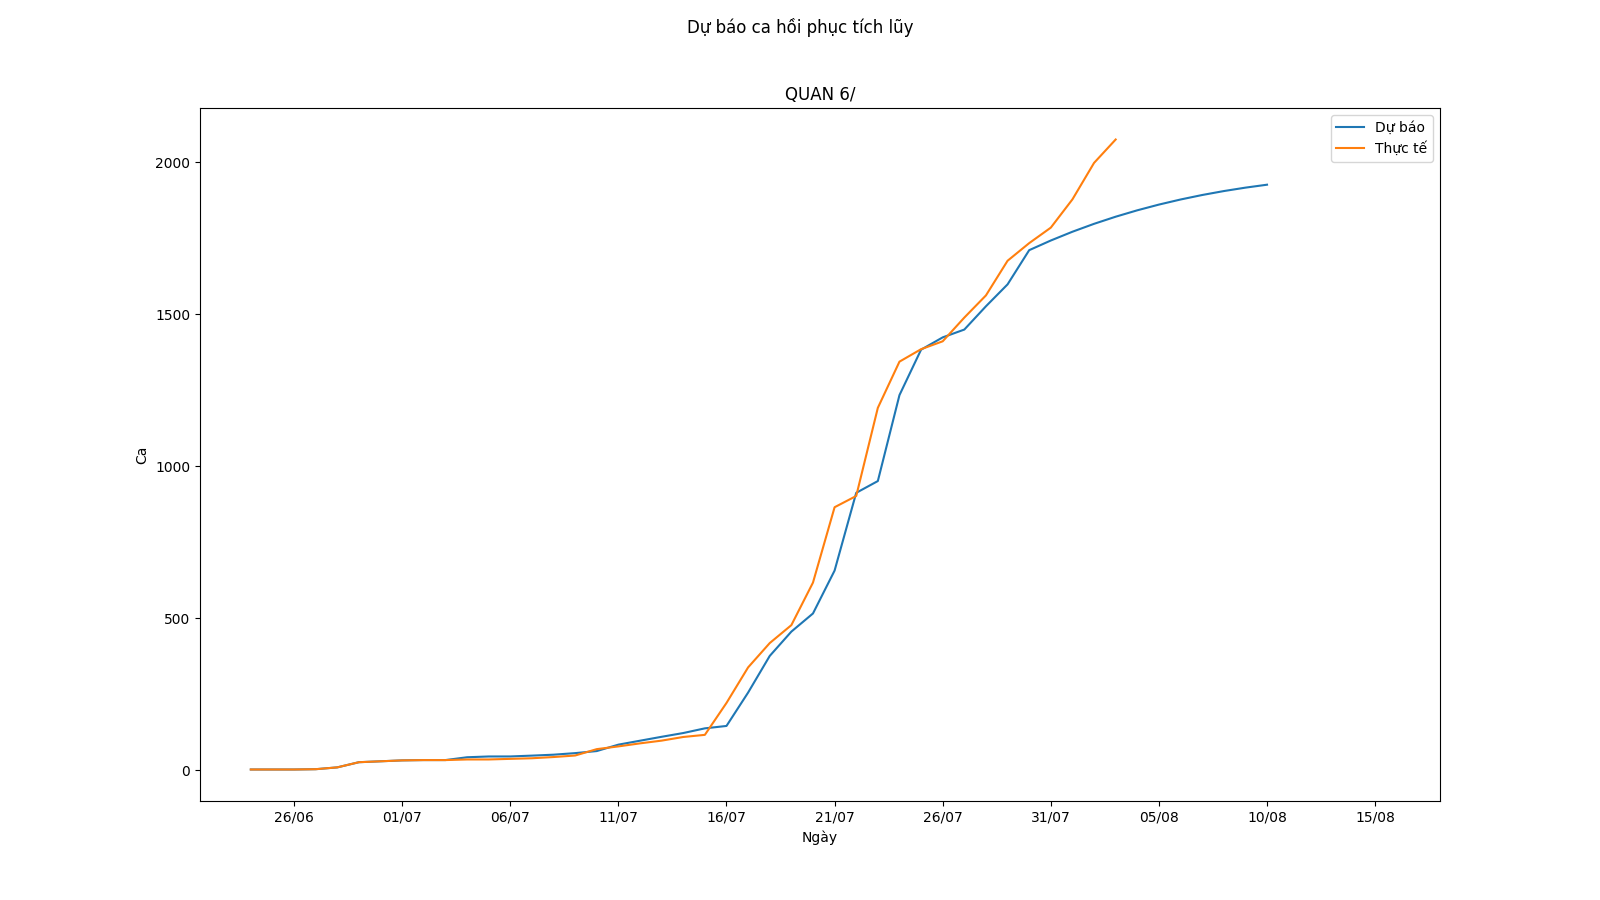 Dự báo ca hồi phục tích lũy
QUAN 6/
Dự báo
Thực tế
2000
1500
1000
500
0
Ca
26/06 01/07 06/07 11/07 16/07 21/07 26/07 31/07 05/08 10/08 15/08
Ngày